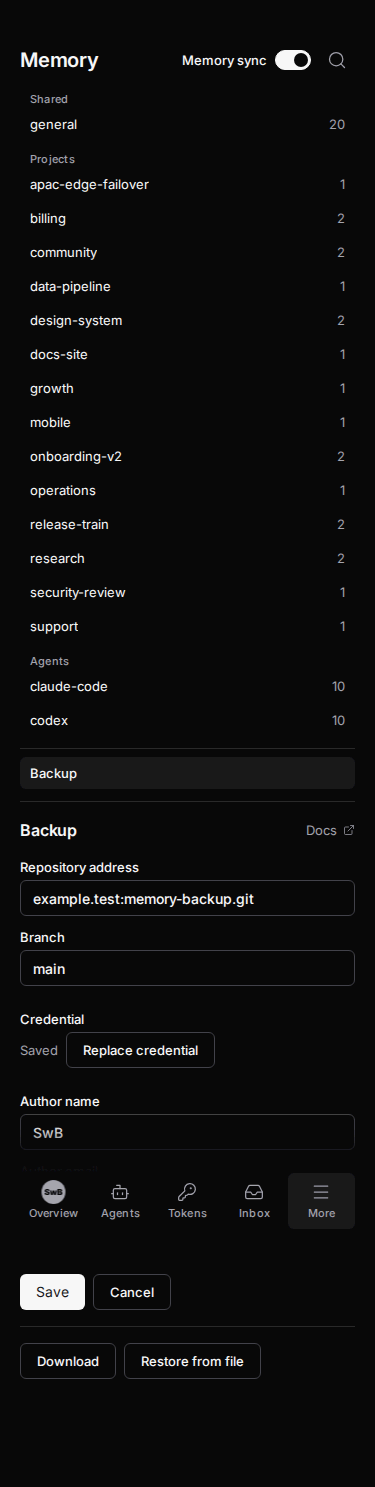 Memory
Memory sync
Shared
general 20
Projects
apac-edge-failover 1
billing 2
community 2
data-pipeline 1
design-system 2
docs-site 1
growth 1
mobile 1
onboarding-v2 2
operations 1
release-train 2
research 2
security-review 1
support 1
Agents
claude-code 10
codex 10
Backup
Backup
Docs
Repository address
example.test:memory-backup.git
Branch
main
Credential
Saved
Replace credential
Author name
SwB
SwB
Overview
Agents
Tokens
Inbox
More
Save
Cancel
Download
Restore from file